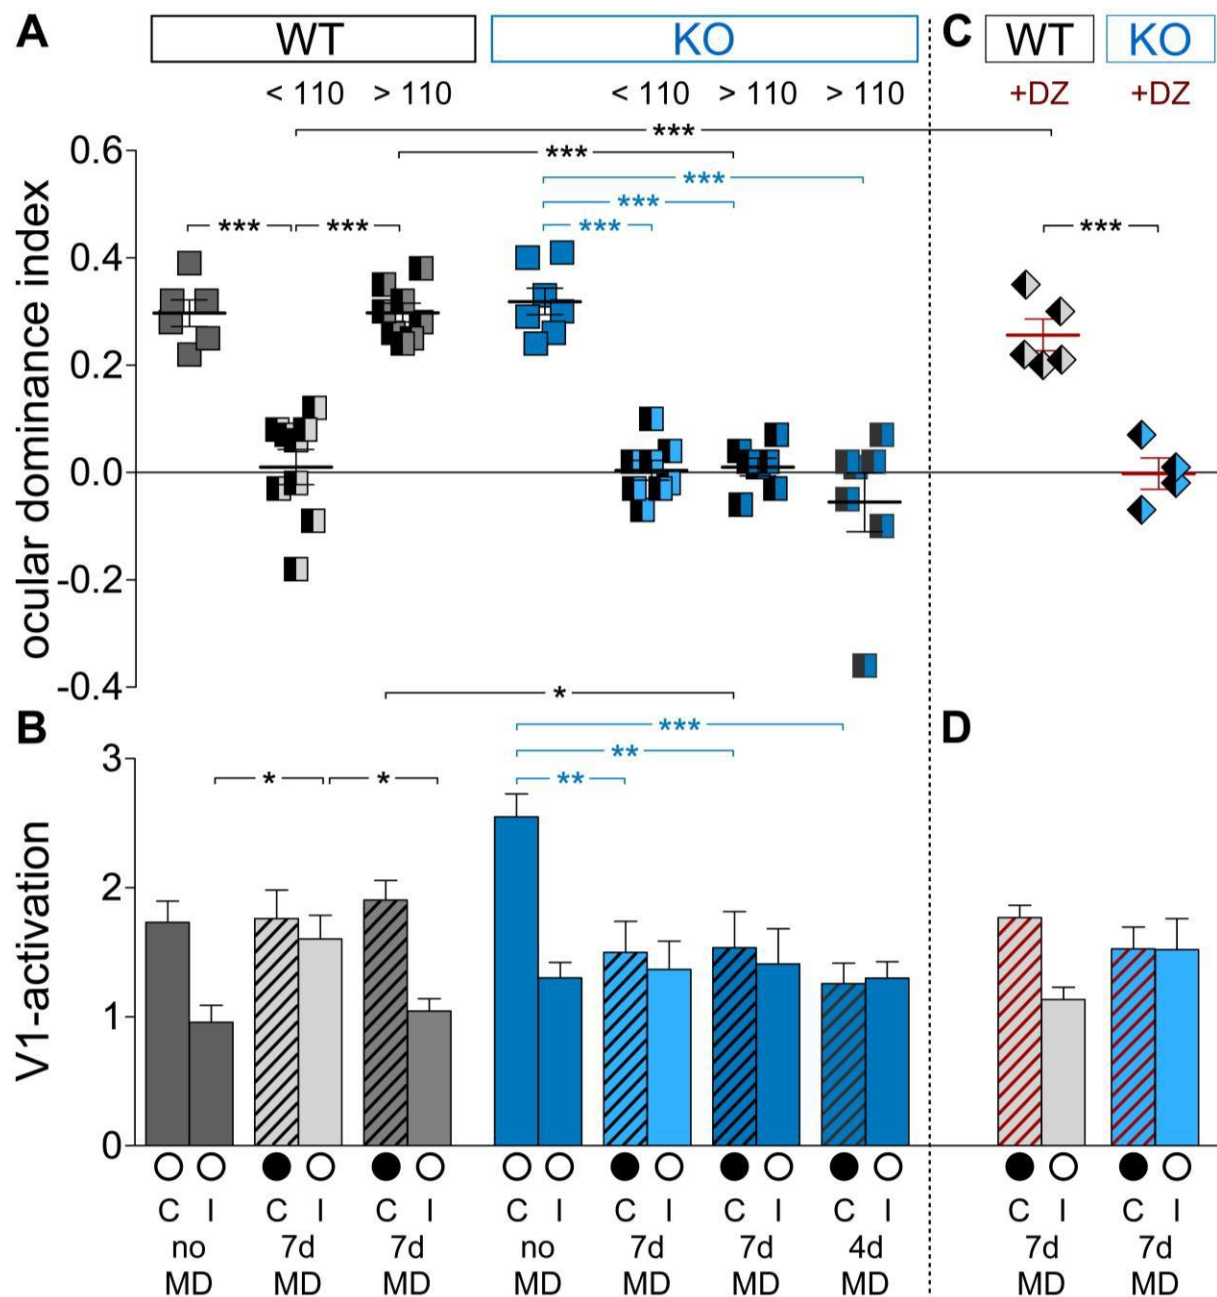 A WT KO C WT KO
< 110 > 110 < 110 > 110 > 110 +DZ +DZ
***
***
***
***
*** *** *** ***
ocular dominance index
0.6
0.4
0.2
0.0
-0.2
-0.4
*
***
**
* * **
B D
V1-activation
3
2
1
0
C I C I C I C I C I C I C I C I C I
no 7d 7d no 7d 7d 4d 7d 7d
MD MD MD MD MD MD MD MD MD